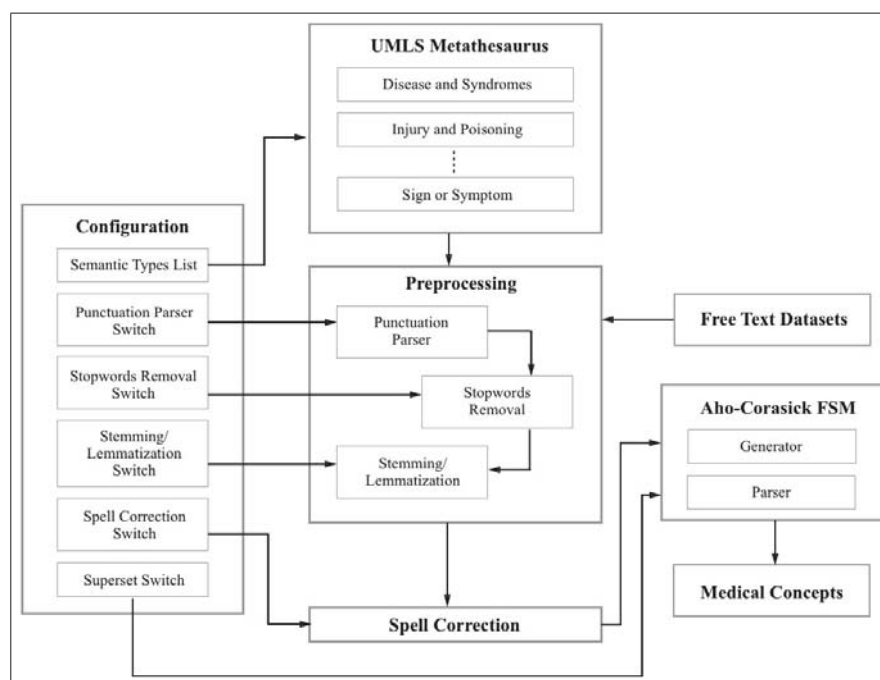 UMLS Metathesaurus
Disease and Syndromes
Injury and Poisoning
Sign or Symptom
Configuration
Semantic Types List
Punctuation Parser
Switch
Stopwords Removal
Switch
Stemming/
Lemmatization
Switch
Spell Correction
Switch
Superset Switch
Preprocessing
Punctuation
Parser
Stopwords
Removal
Stemming/
Lemmatization
Spell Correction
Free Text Datasets
Aho-Corasick FSM
Generator
Parser
Medical Concepts